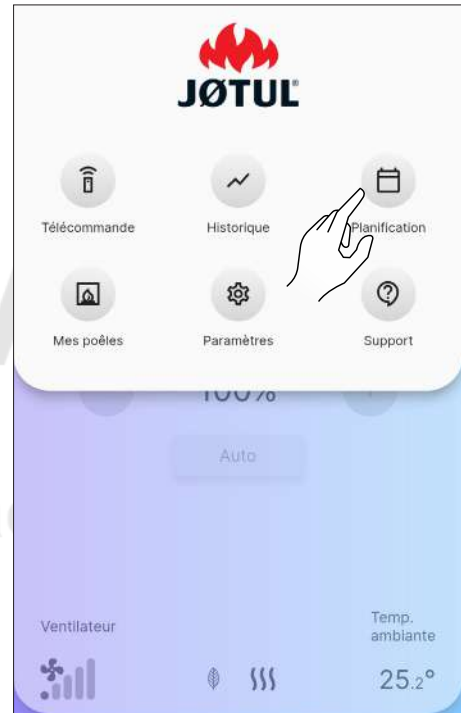 JØTUL
Télécommande
Historique
Planification
Mes poêles
Paramètres
Support
100%
Auto
Ventilateur
Temp.
ambiante
25.2°